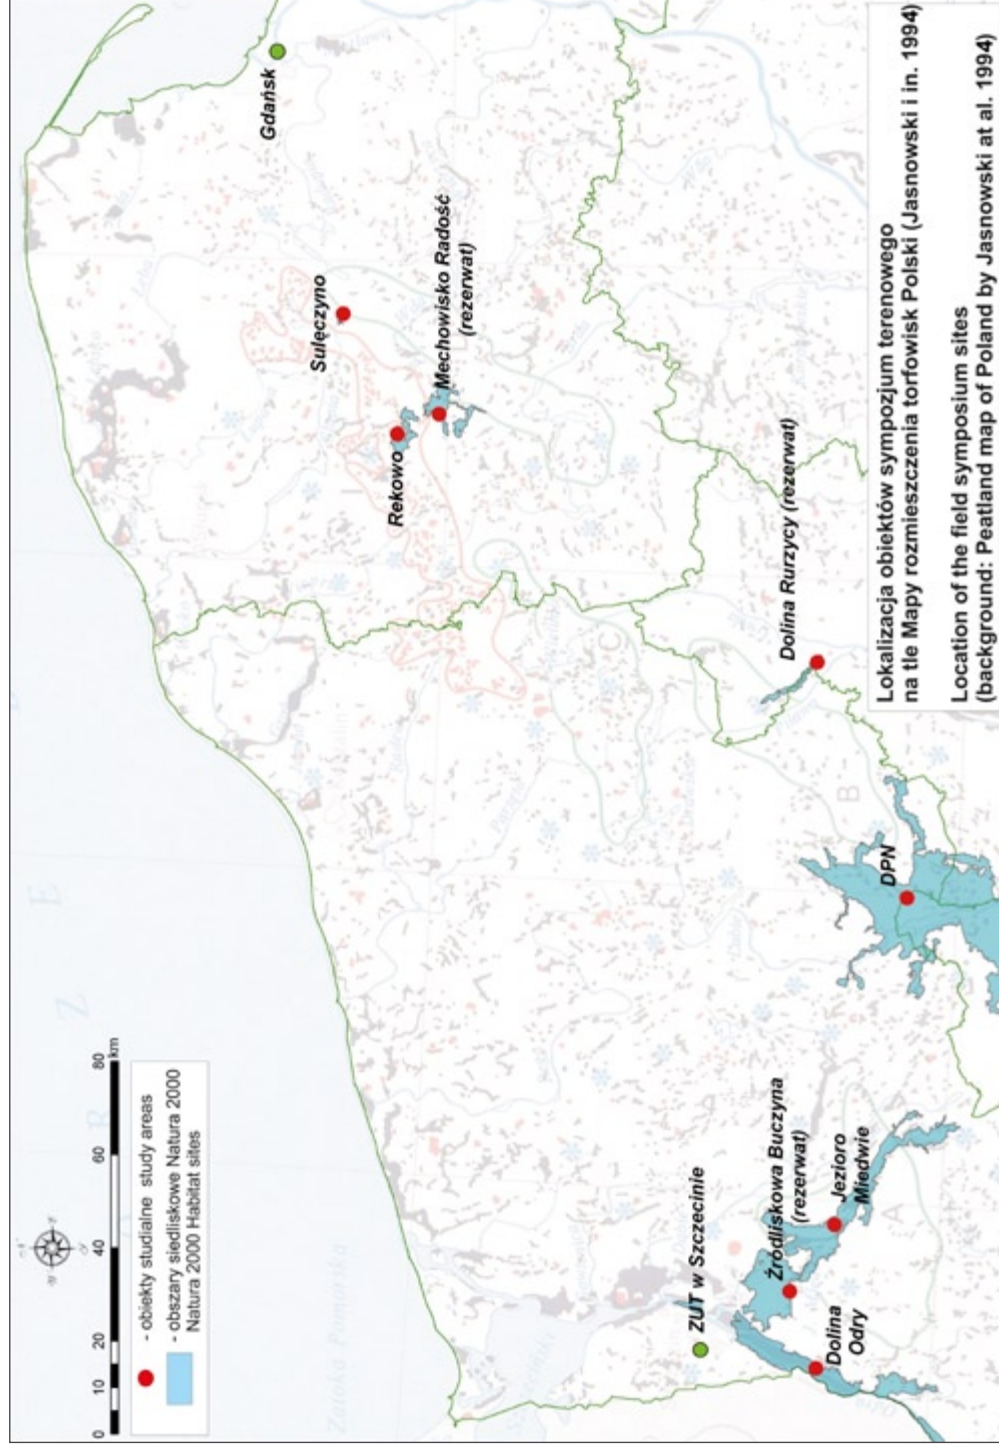 Gdańsk
Sulęczyno
Mechowisko Radość
(rezerwat)
Rekowo
Dolina Rurzycy (rezerwat)
DPN
Źródliskowa Buczyna
(rezerwat)
Jezioro
Miedwie
ZUT w Szczecinie
Dolina
Odry
Zatoka Pomorska
0 10 20 40 60 80
km
- obiekty studialne study areas
- obszary siedliskowe Natura 2000
Natura 2000 Habitat sites
Lokalizacja obiektów sympozjum terenowego
na tle Mapy rozmieszczenia torfowisk Polski (Jasnowski i in. 1994)
Location of the field symposium sites
(background: Peatland map of Poland by Jasnowski at al. 1994)